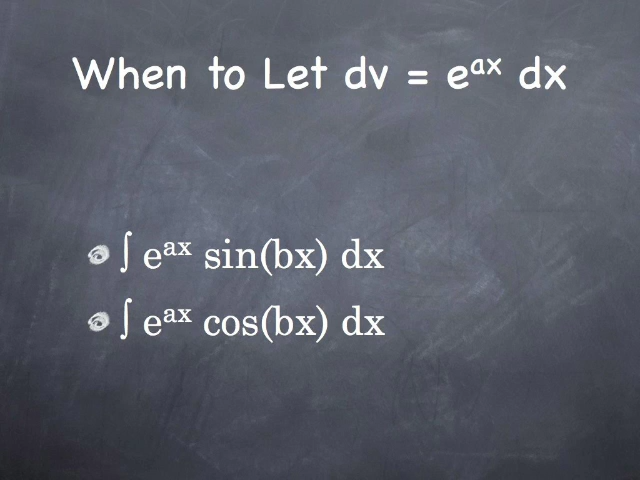 When to Let dv = eᵃˣ dx
∫ eᵃˣ sin(bx) dx
∫ eᵃˣ cos(bx) dx